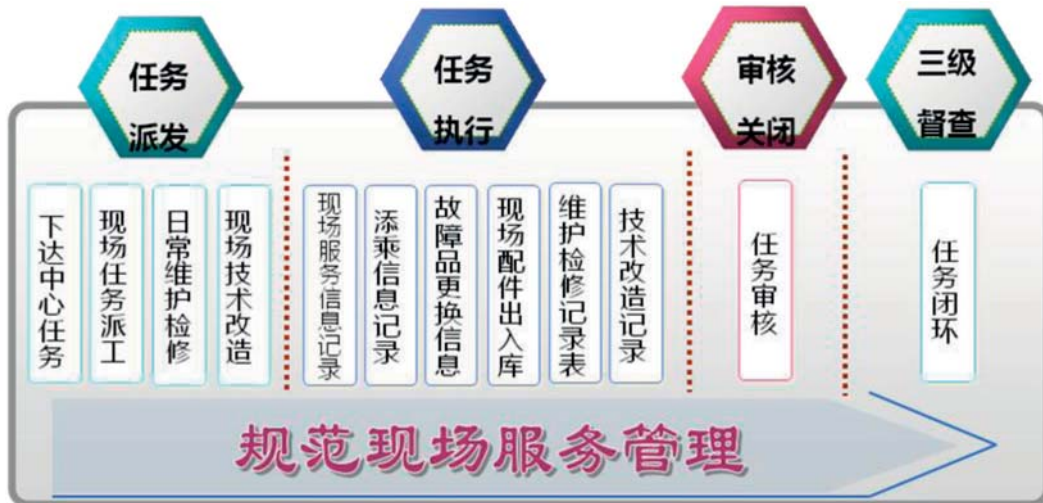 任务
派发
任务
执行
审核
关闭
三级
督查
下达中心任务
现场任务派工
日常维护检修
现场技术改造
现场服务信息记录
添乘信息记录
故障品更换信息
现场配件出入库
维护检修记录表
技术改造记录
任务审核
任务闭环
规范现场服务管理